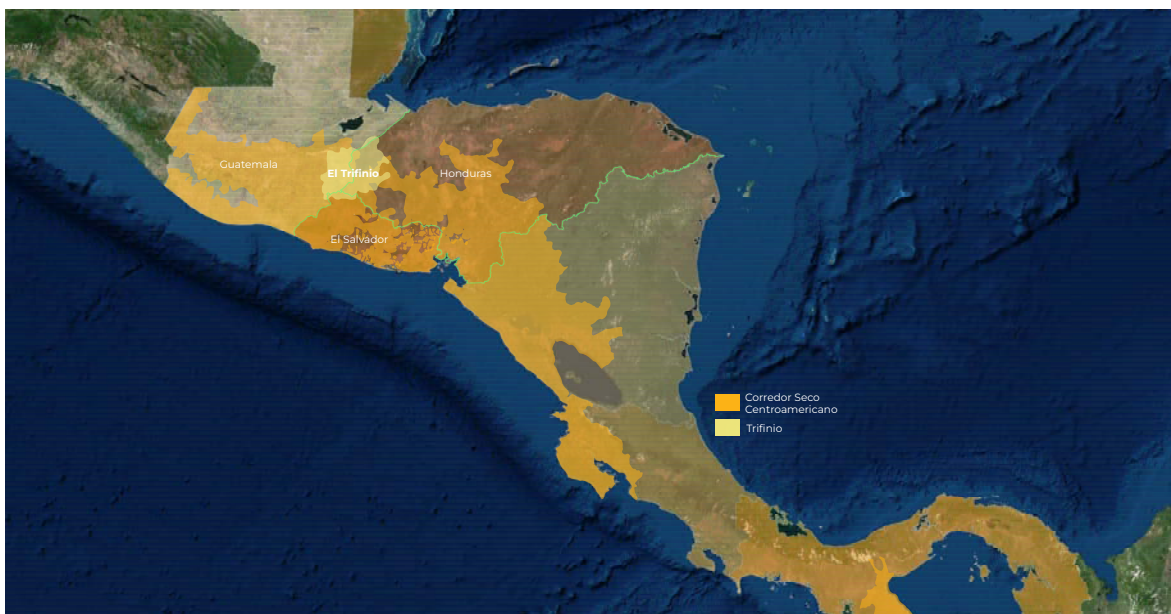 Guatemala
El Trifinio
Honduras
El Salvador
Corredor Seco
Centroamericano
Trifinio